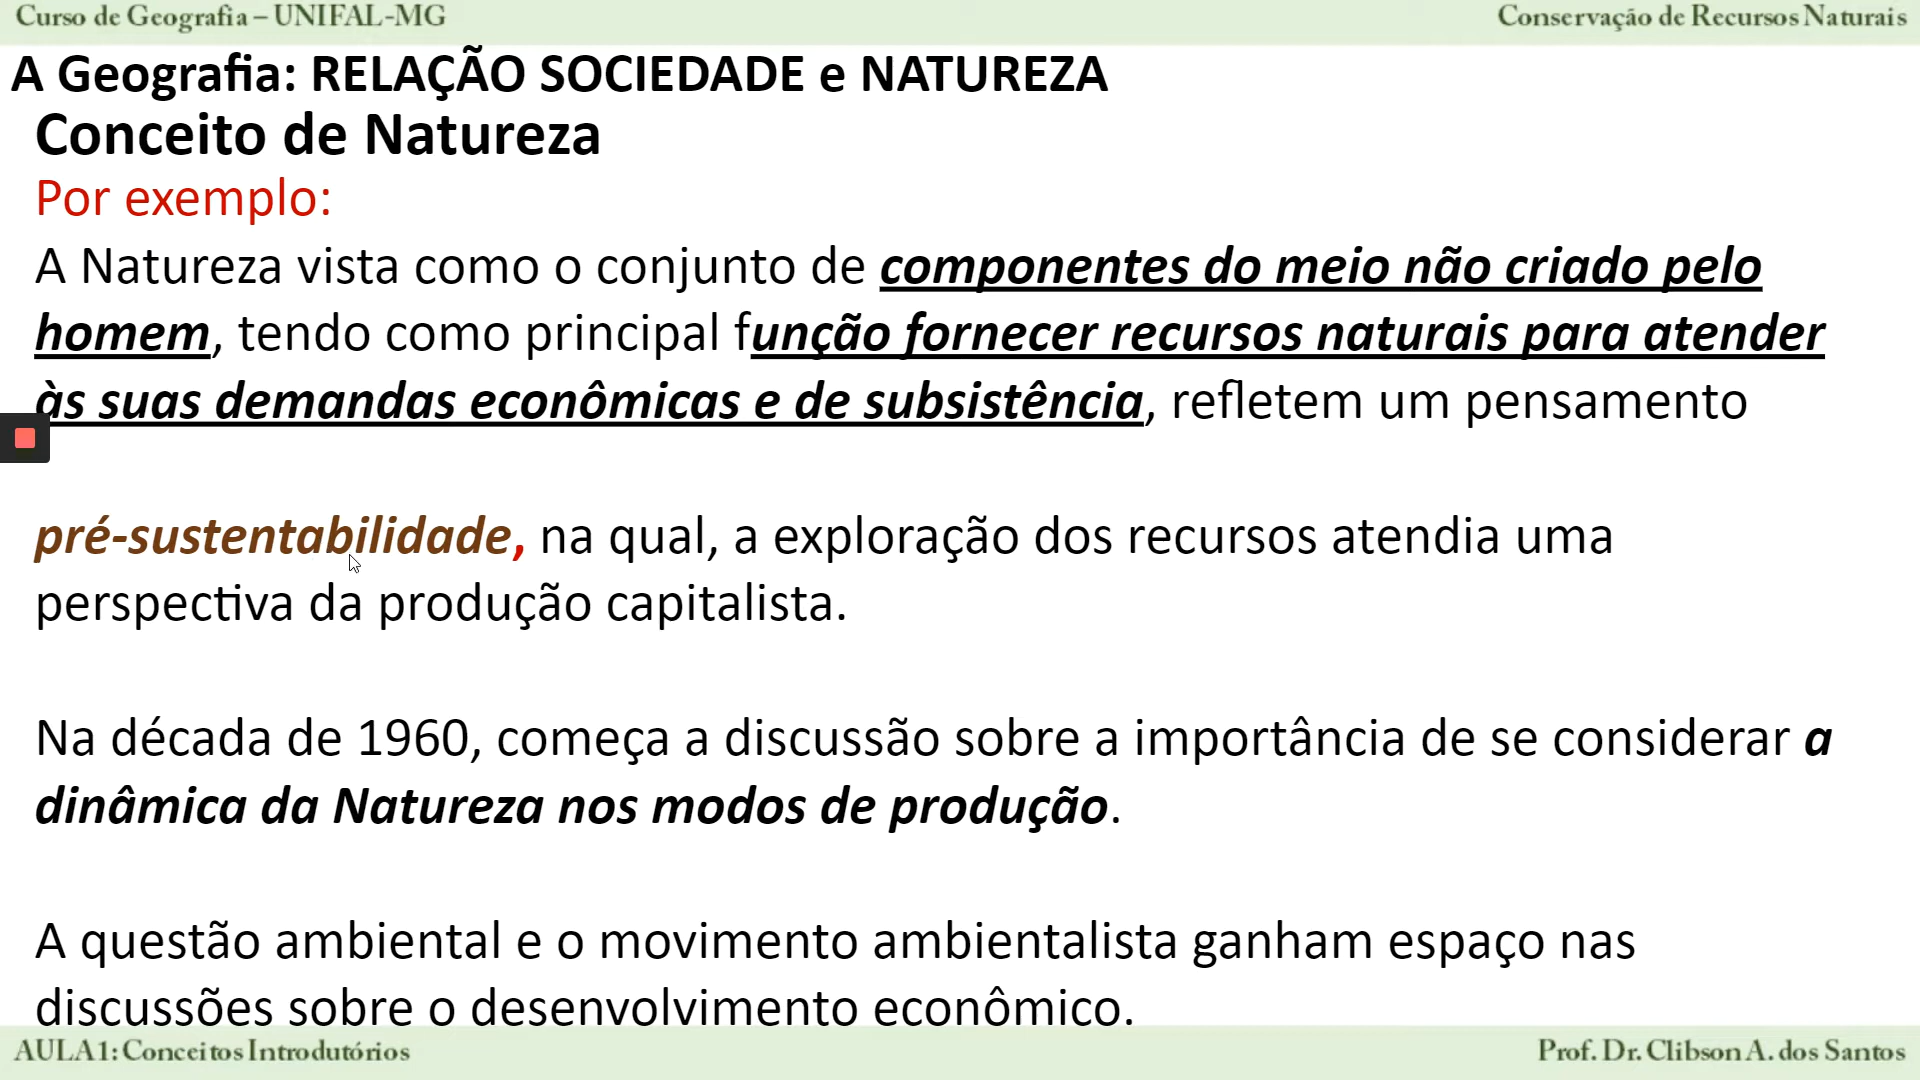 Curso de Geografia – UNIFAL-MG
Conservação de Recursos Naturais
A Geografia: RELAÇÃO SOCIEDADE e NATUREZA
Conceito de Natureza
Por exemplo:
A Natureza vista como o conjunto de componentes do meio não criado pelo
homem, tendo como principal função fornecer recursos naturais para atender
às suas demandas econômicas e de subsistência, refletem um pensamento
pré-sustentabilidade, na qual, a exploração dos recursos atendia uma
perspectiva da produção capitalista.
Na década de 1960, começa a discussão sobre a importância de se considerar a
dinâmica da Natureza nos modos de produção.
A questão ambiental e o movimento ambientalista ganham espaço nas
discussões sobre o desenvolvimento econômico.
AULA1: Conceitos Introdutórios
Prof. Dr. Clibson A. dos Santos